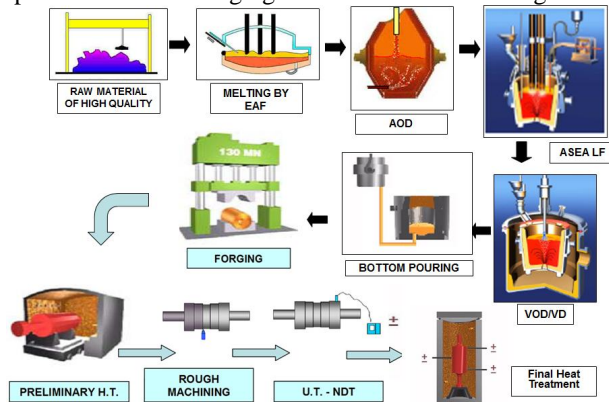 RAW MATERIAL
OF HIGH QUALITY
MELTING BY
EAF
AOD
ASEA LF
130 MN
FORGING
BOTTOM POURING
VOD/VD
PRELIMINARY H.T.
ROUGH
MACHINING
U.T. - NDT
Final Heat
Treatment